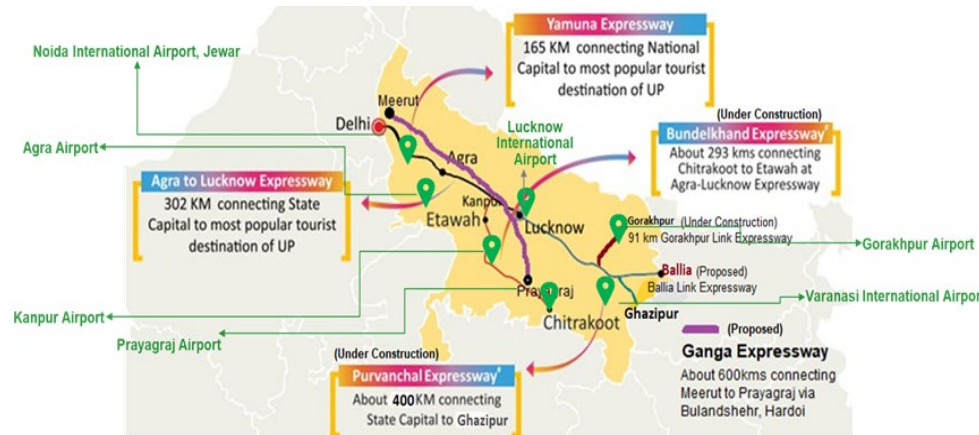 Yamuna Expressway
165 KM connecting National
Capital to most popular tourist
destination of UP
Noida International Airport, Jewar
Meerut
Delhi
(Under Construction)
Bundelkhand Expressway#
About 293 kms connecting
Chitrakoot to Etawah at
Agra-Lucknow Expressway
Lucknow
International
Airport
Agra Airport
Agra
Agra to Lucknow Expressway
302 KM connecting State
Capital to most popular tourist
destination of UP
Kanpur
Etawah
Lucknow
Gorakhpur (Under Construction)
91 km Gorakhpur Link Expressway
Gorakhpur Airport
Ballia (Proposed)
Ballia Link Expressway
Prayagraj
Varanasi International Airpor
Ghazipur
Chitrakoot
Kanpur Airport
Prayagraj Airport
(Proposed)
Ganga Expressway
About 600kms connecting
Meerut to Prayagraj via
Bulandshehr, Hardoi
(Under Construction)
Purvanchal Expressway#
About 400KM connecting
State Capital to Ghazipur